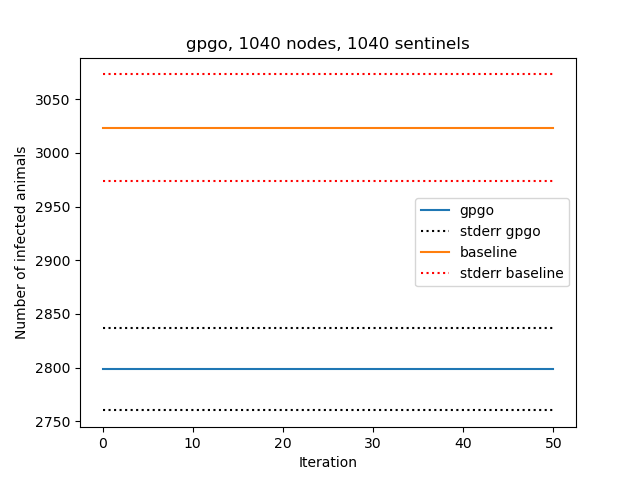 gpgo, 1040 nodes, 1040 sentinels
Number of infected animals
3050
3000
2950
2900
2850
2800
2750
gpgo
stderr gpgo
baseline
stderr baseline
0 10 20 30 40 50
Iteration